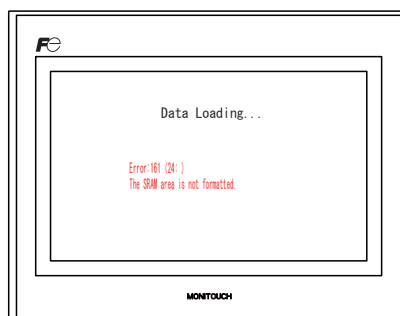 Fe
Data Loading...
Error:161 (24: )
The SRAM area is not formatted.
MONITOUCH